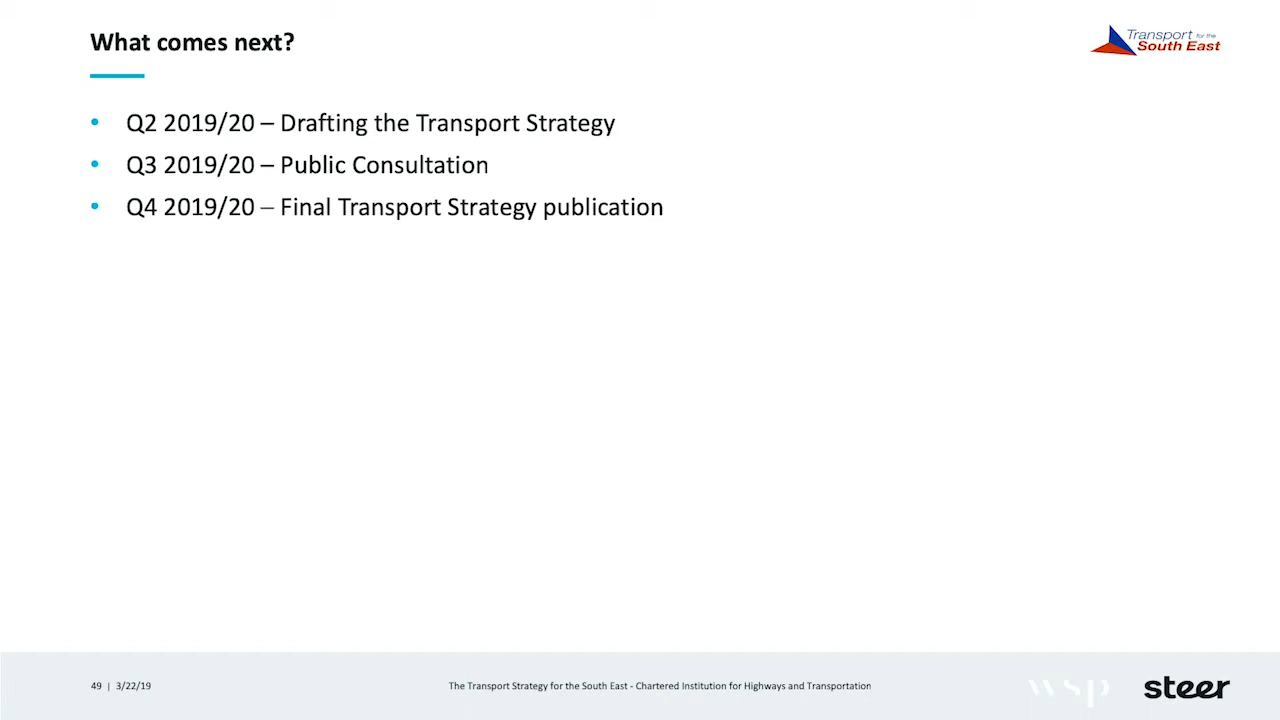 What comes next?
Transport for the
South East
• Q2 2019/20 – Drafting the Transport Strategy
• Q3 2019/20 – Public Consultation
• Q4 2019/20 – Final Transport Strategy publication
49 | 3/22/19
The Transport Strategy for the South East - Chartered Institution for Highways and Transportation
wsp
steer